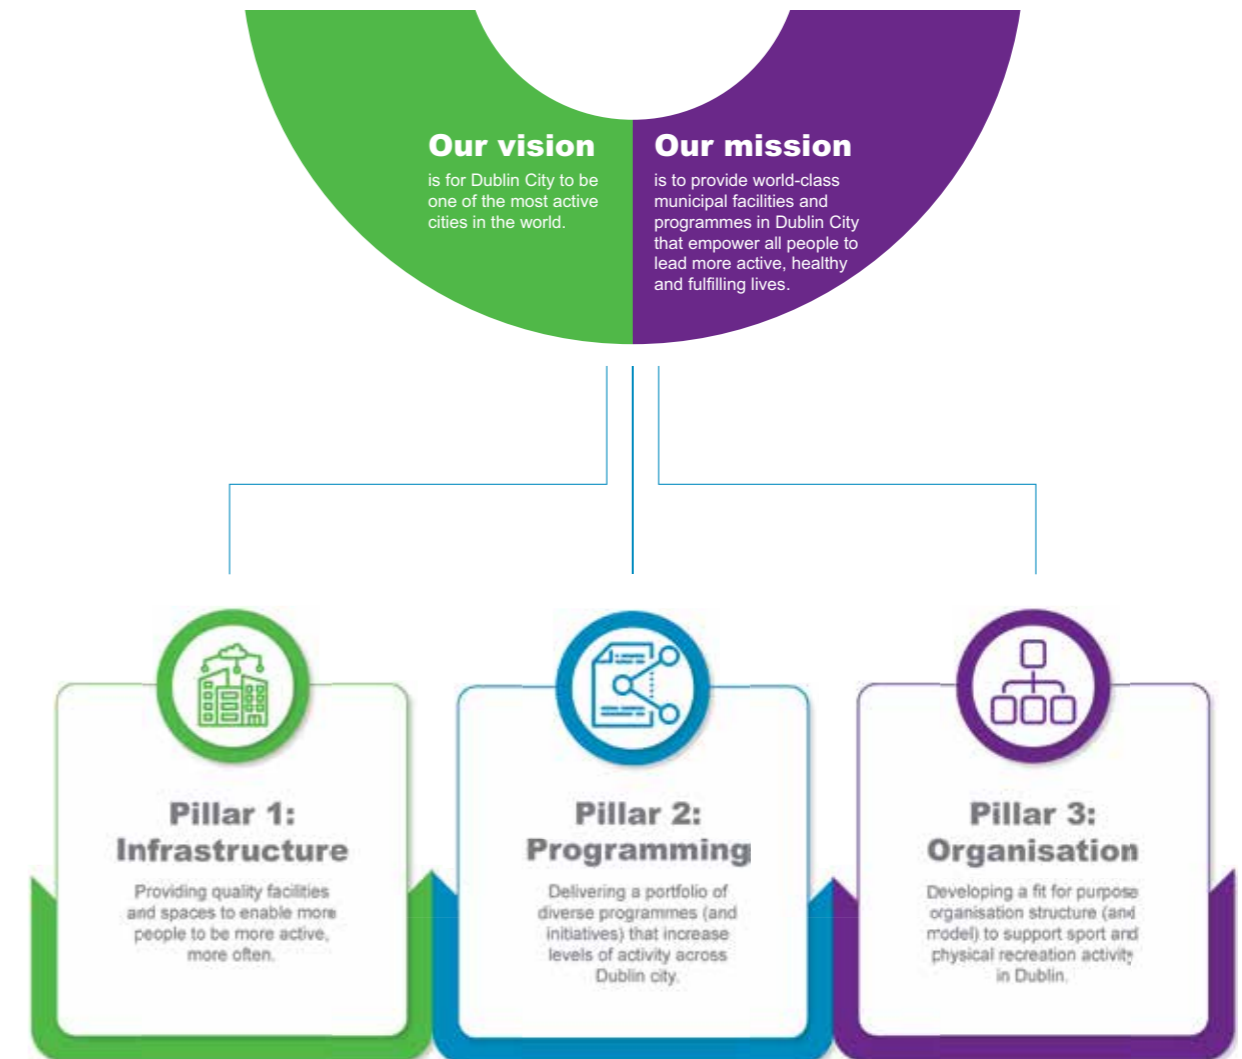 Our vision
is for Dublin City to be
one of the most active
cities in the world.
Our mission
is to provide world-class
municipal facilities and
programmes in Dublin City
that empower all people to
lead more active, healthy
and fulfilling lives.
Pillar 1:
Infrastructure
Providing quality facilities
and spaces to enable more
people to be more active,
more often.
Pillar 2:
Programming
Delivering a portfolio of
diverse programmes (and
initiatives) that increase
levels of activity across
Dublin city.
Pillar 3:
Organisation
Developing a fit for purpose
organisation structure (and
model) to support sport and
physical recreation activity
in Dublin.